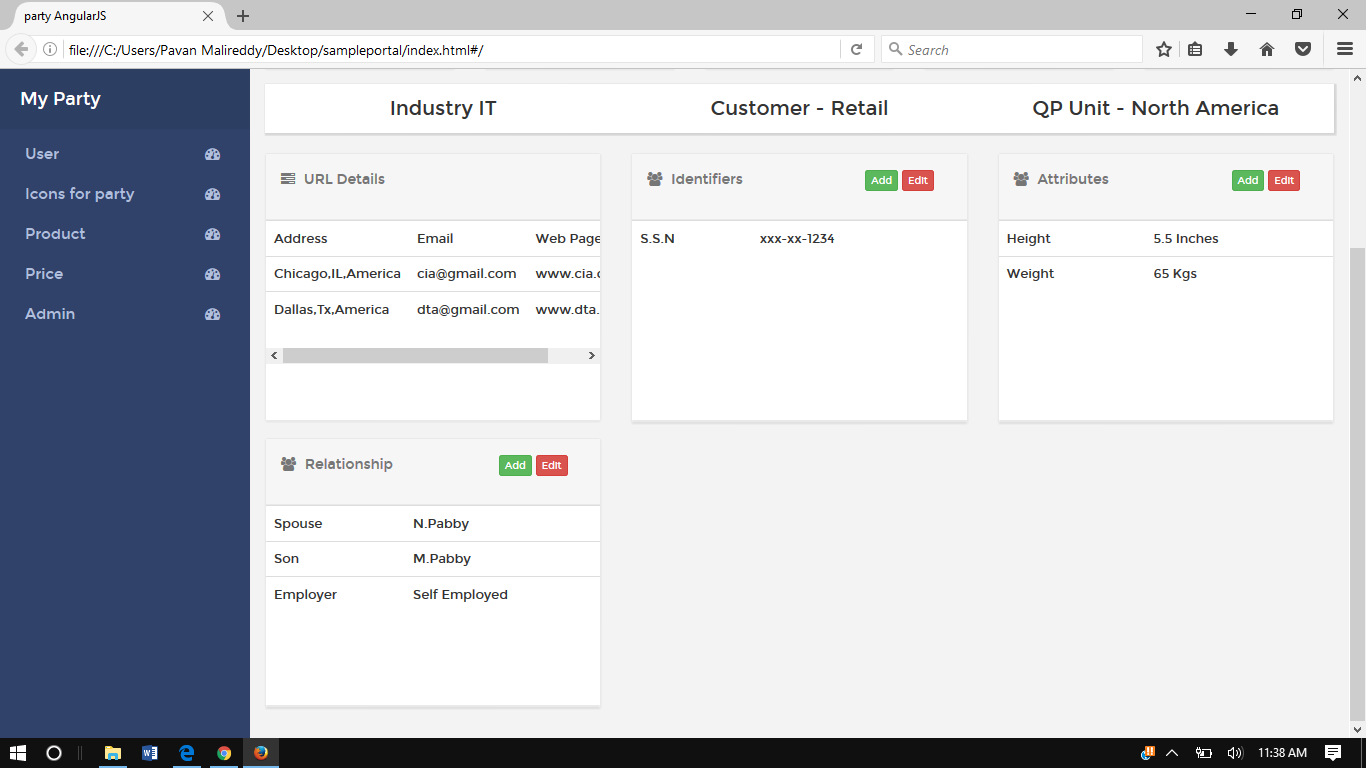 party AngularJS
file:///C:/Users/Pavan Malireddy/Desktop/sampleportal/index.html#/
Search
My Party
User
Icons for party
Product
Price
Admin
Industry IT
Customer - Retail
QP Unit - North America
URL Details
Address Email Web Page
Chicago,IL,America cia@gmail.com www.cia.
Dallas,Tx,America dta@gmail.com www.dta.
Identifiers
Add Edit
S.S.N xxx-xx-1234
Attributes
Add Edit
Height 5.5 Inches
Weight 65 Kgs
Relationship
Add Edit
Spouse N.Pabby
Son M.Pabby
Employer Self Employed
11:38 AM